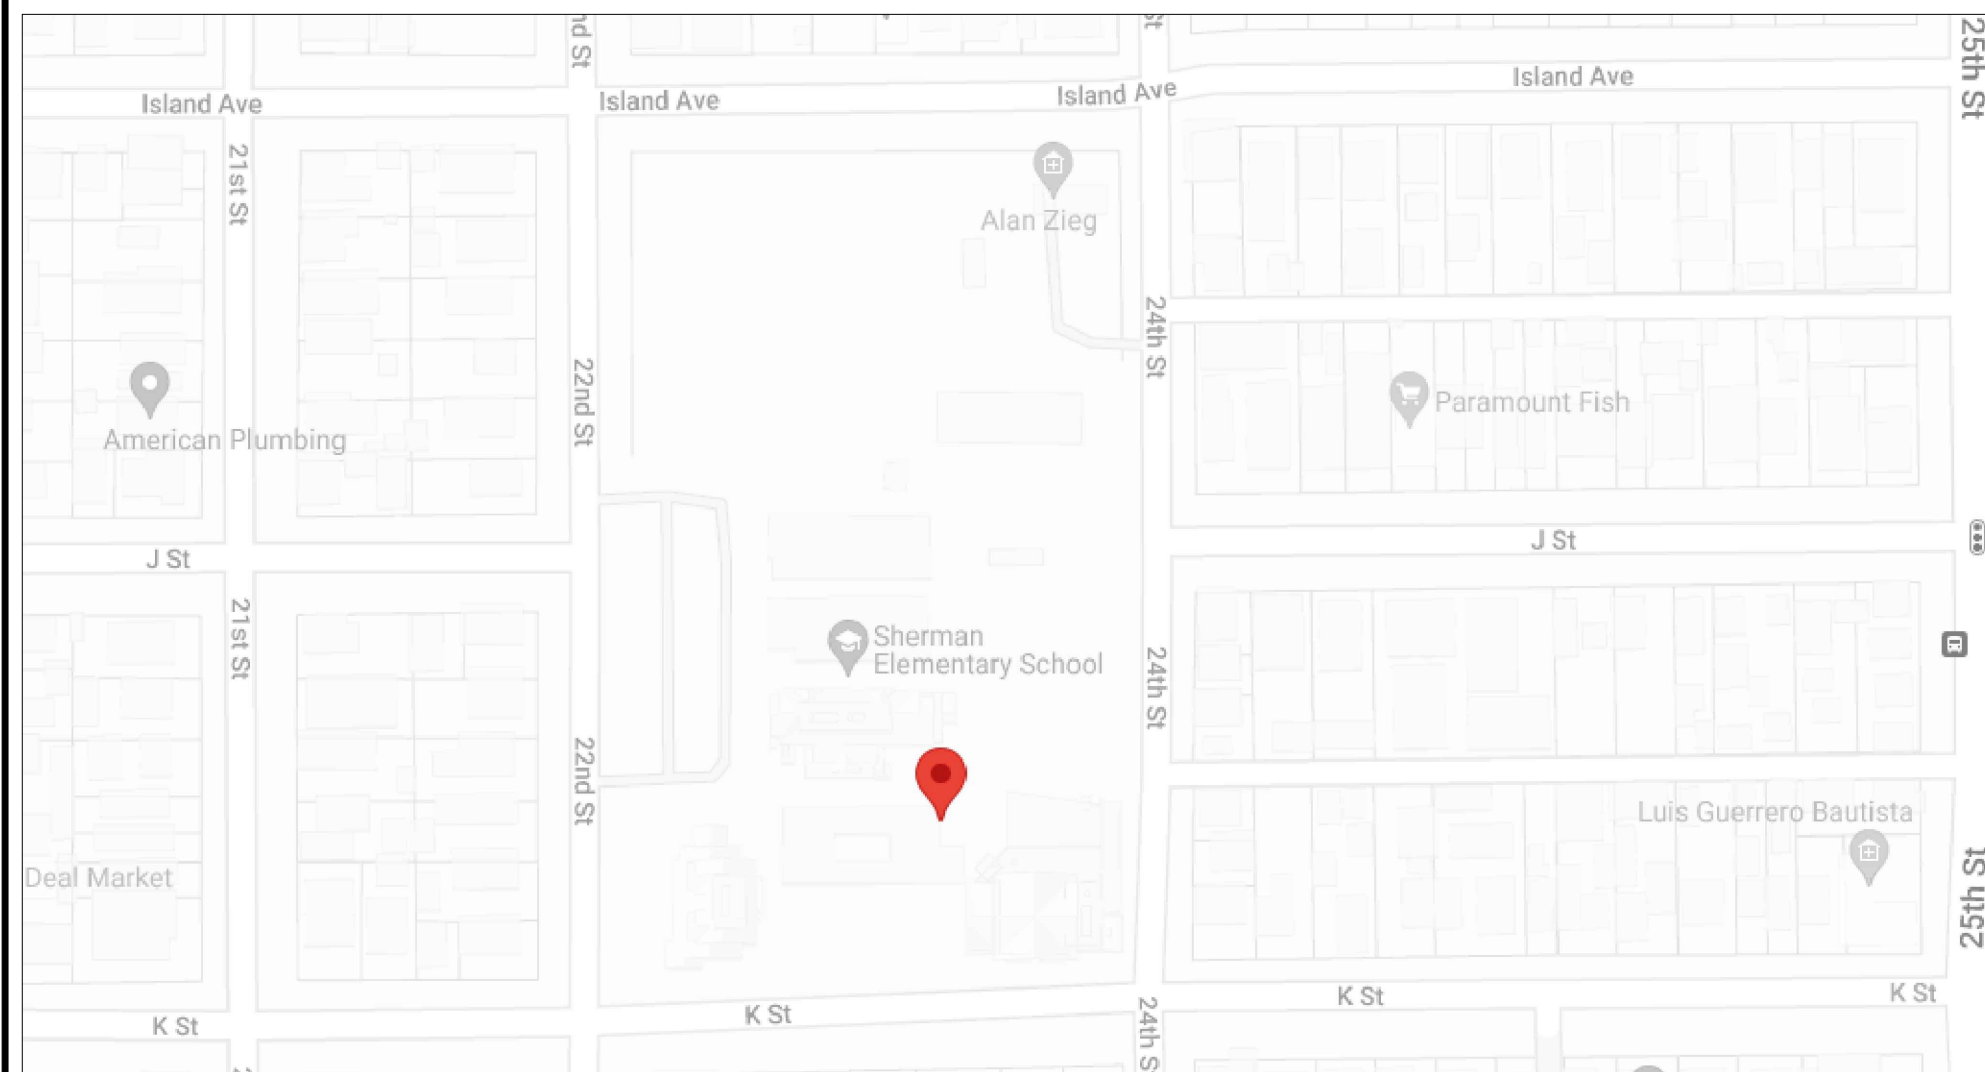 nd St
St
25th St
Island Ave
Island Ave
Island Ave
Island Ave
21st St
Alan Zieg
24th St
22nd St
Paramount Fish
American Plumbing
J St
J St
21st St
Sherman
Elementary School
24th St
22nd St
Luis Guerrero Bautista
Deal Market
25th St
K St
K St
K St
K St
24th S